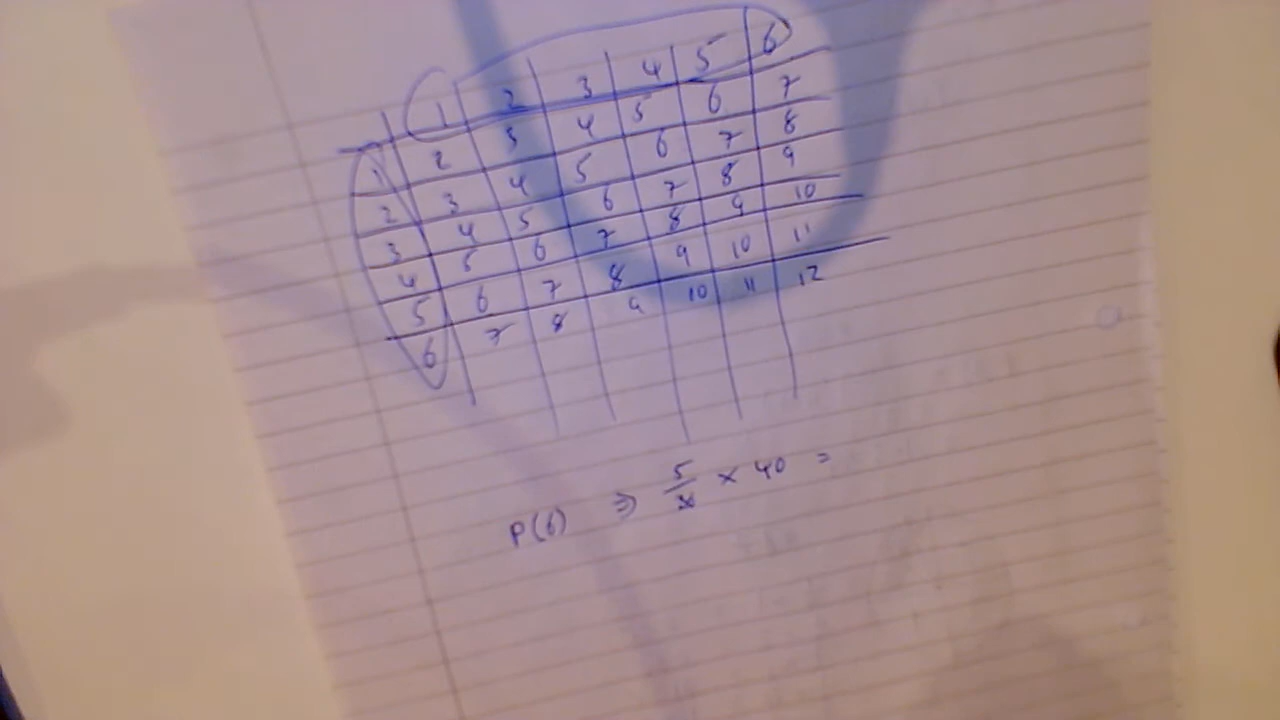 1 2 3 4 5 6
1 2 3 4 5 6 7
2 3 4 5 6 7 8
3 4 5 6 7 8 9
4 5 6 7 8 9 10
5 6 7 8 9 10 11
6 7 8 9 10 11 12
P(6) ⇒ 5/ × 40 =